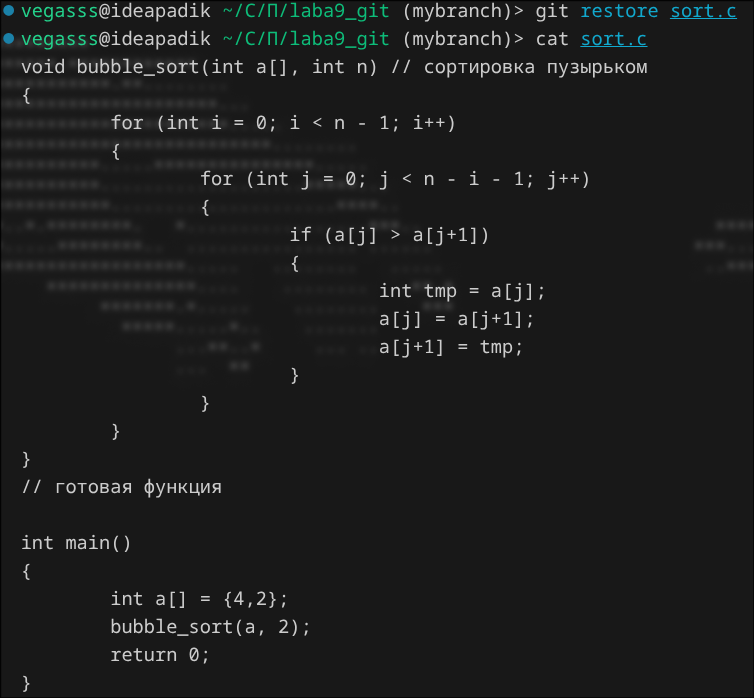 vegasss@ideapadik ~/С/П/laba9_git (mybranch)> git restore sort.c
vegasss@ideapadik ~/С/П/laba9_git (mybranch)> cat sort.c
void bubble_sort(int a[], int n) // сортировка пузырьком
{
        for (int i = 0; i < n - 1; i++)
        {
                for (int j = 0; j < n - i - 1; j++)
                {
                        if (a[j] > a[j+1])
                        {
                                int tmp = a[j];
                                a[j] = a[j+1];
                                a[j+1] = tmp;
                        }
                }
        }
}
// готовая функция

int main()
{
        int a[] = {4,2};
        bubble_sort(a, 2);
        return 0;
}